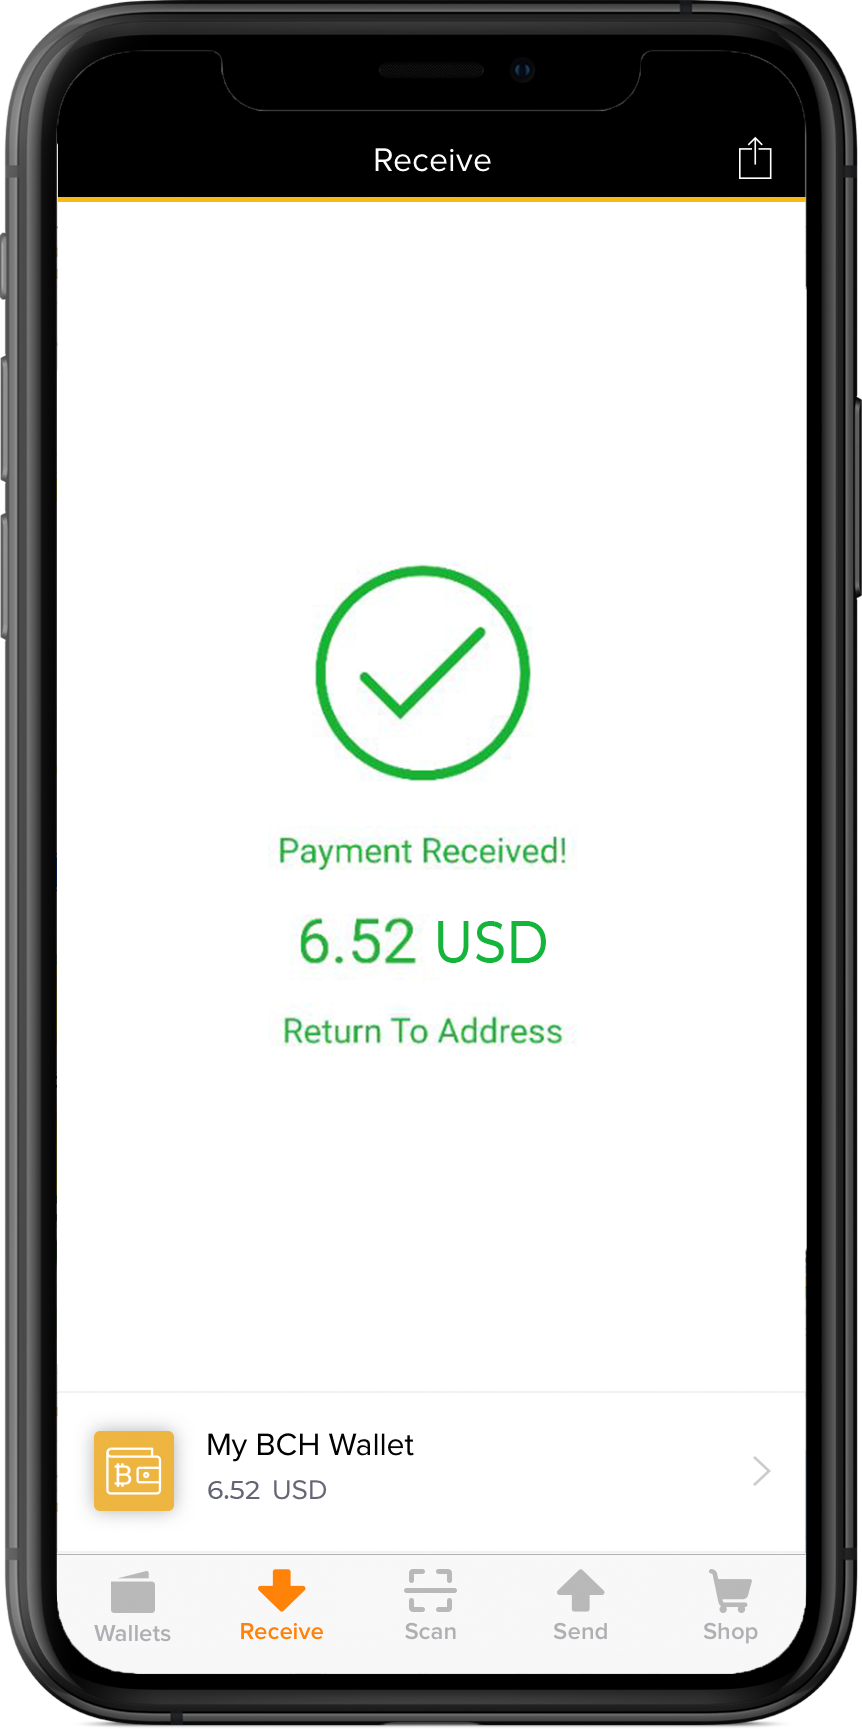 Receive
Payment Received!
6.52 USD
Return To Address
My BCH Wallet
6.52 USD
Wallets
Receive
Scan
Send
Shop